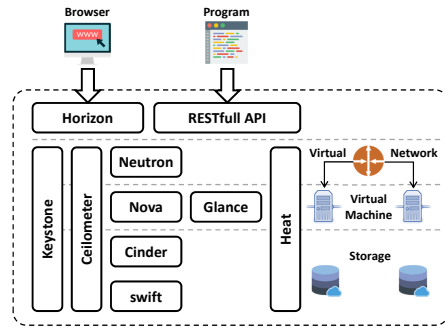 Browser
Program
WWW
Horizon
RESTfull API
Keystone
Ceilometer
Neutron
Nova
Glance
Cinder
swift
Heat
Virtual Network
Virtual
Machine
Storage